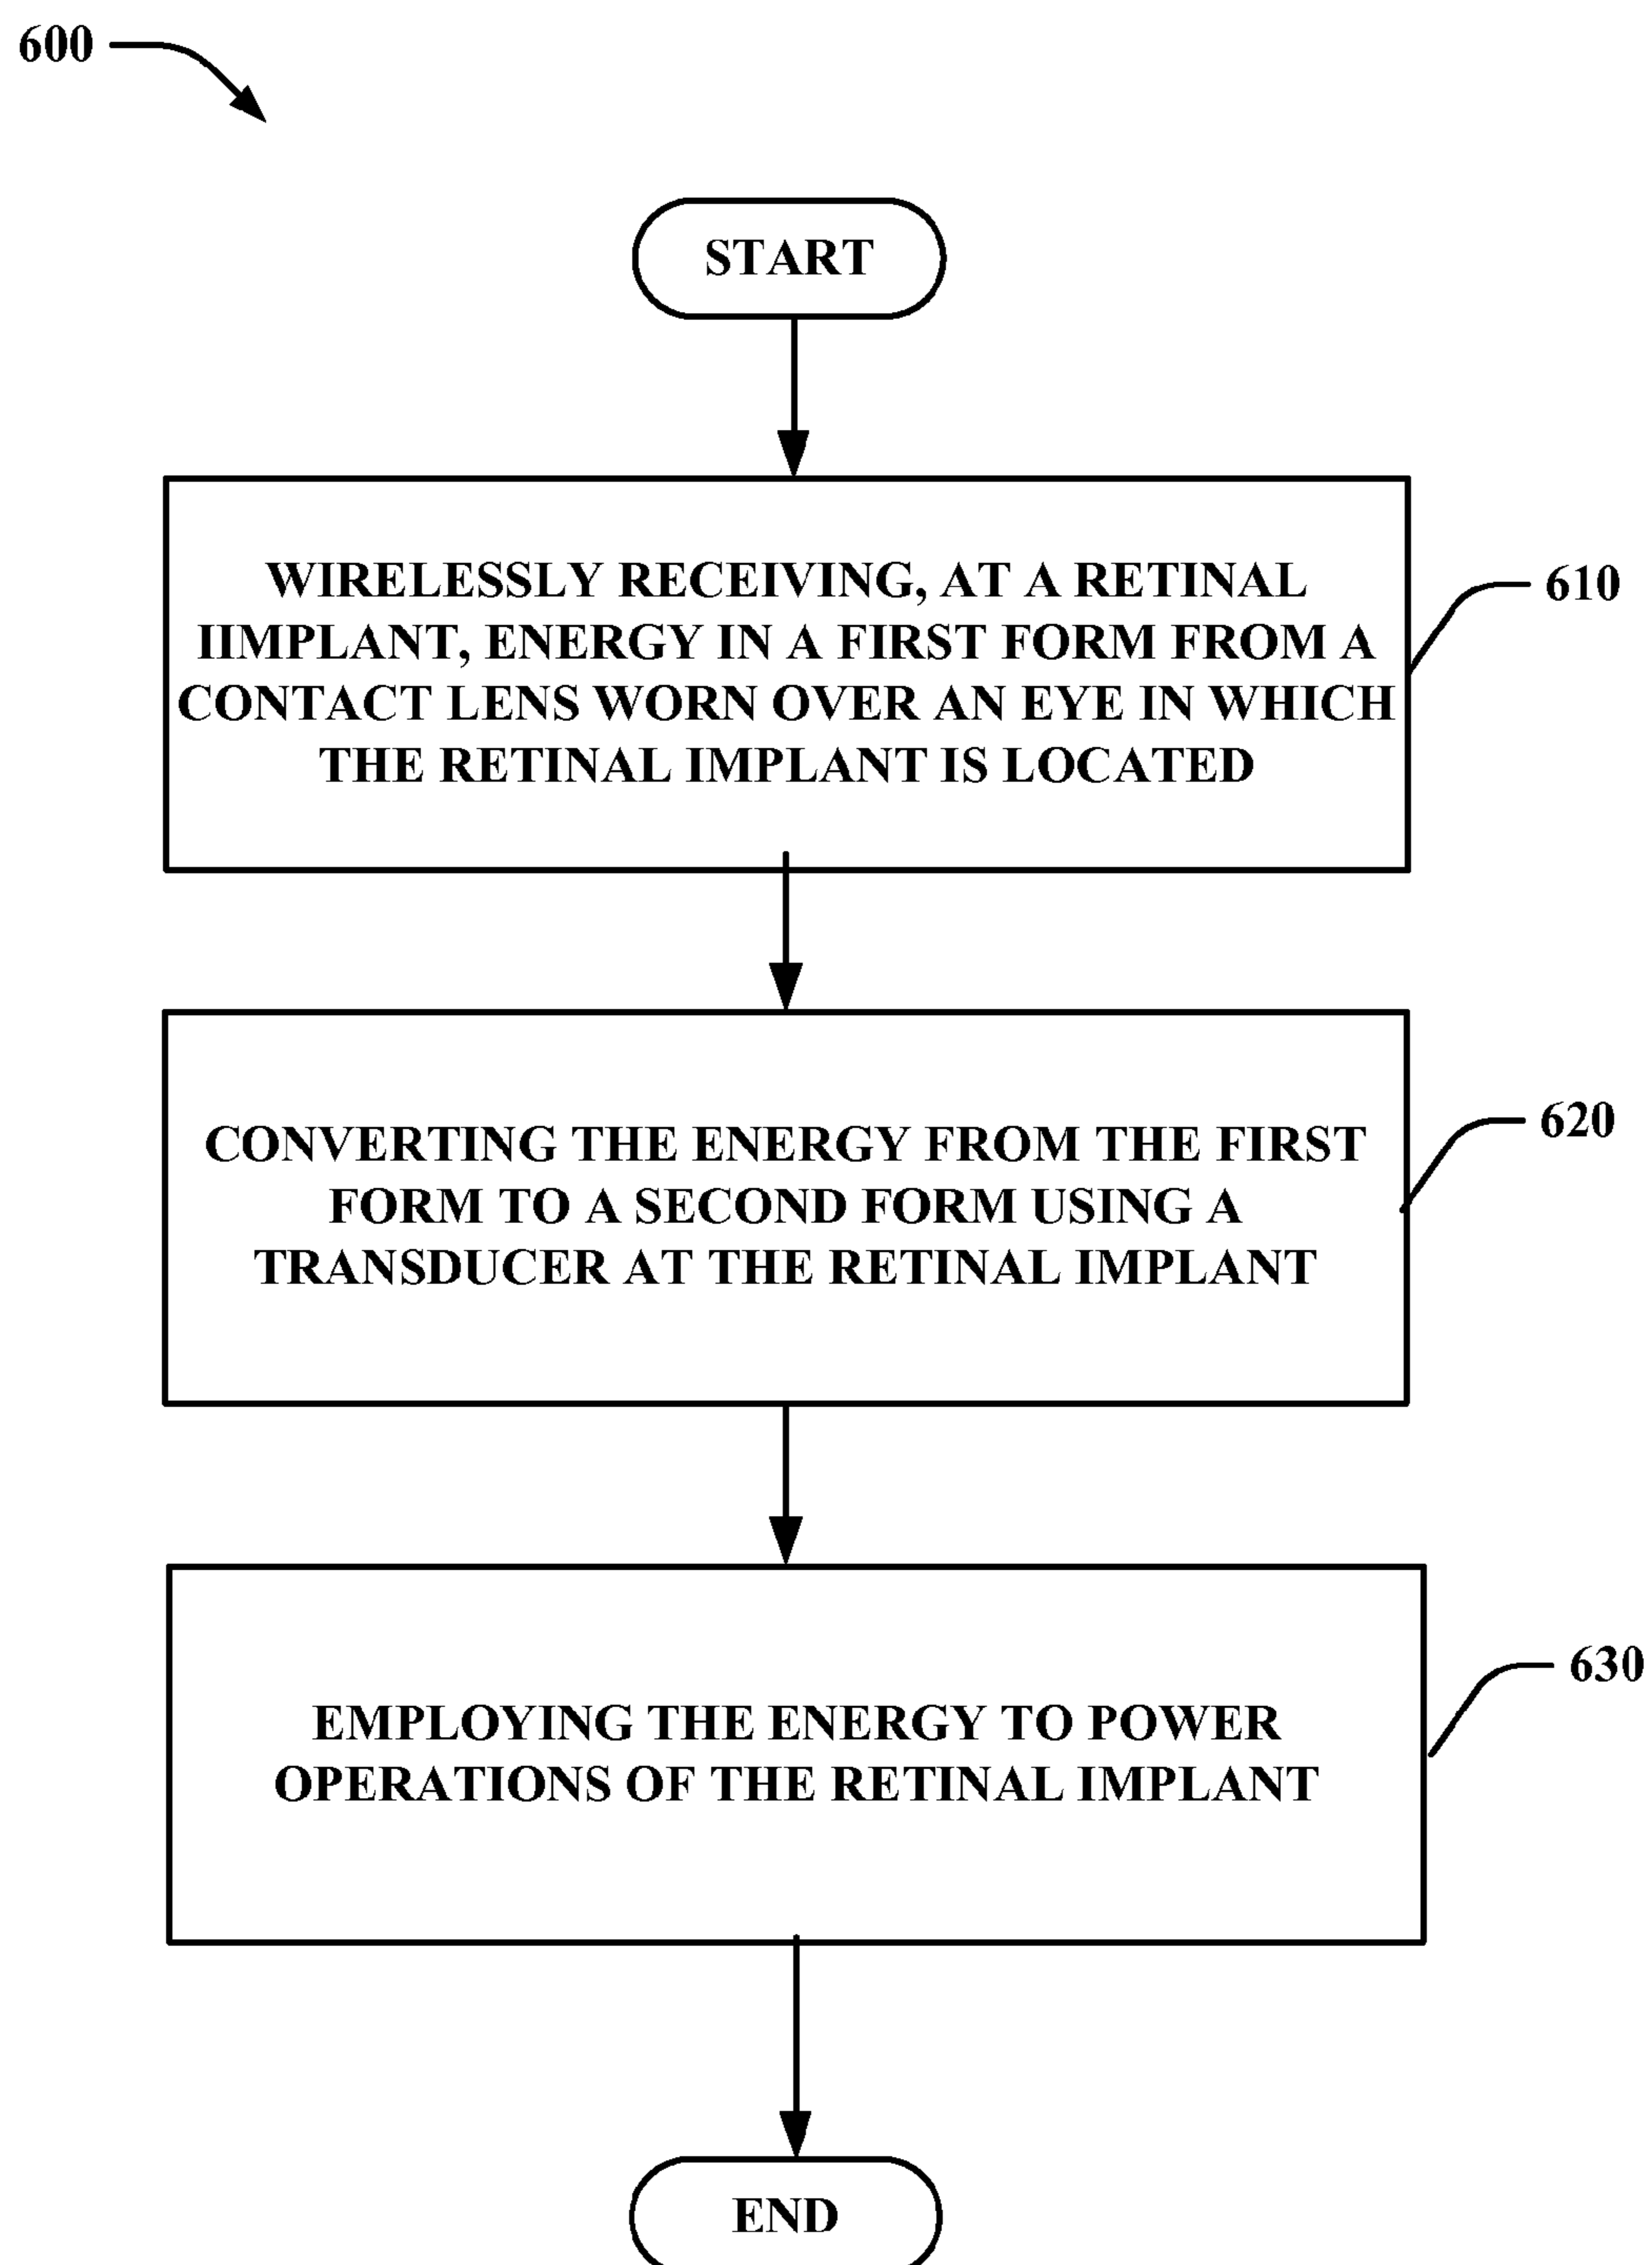 600
START
WIRELESSLY RECEIVING, AT A RETINAL
IIMPLANT, ENERGY IN A FIRST FORM FROM A
CONTACT LENS WORN OVER AN EYE IN WHICH
THE RETINAL IMPLANT IS LOCATED
610
CONVERTING THE ENERGY FROM THE FIRST
FORM TO A SECOND FORM USING A
TRANSDUCER AT THE RETINAL IMPLANT
620
EMPLOYING THE ENERGY TO POWER
OPERATIONS OF THE RETINAL IMPLANT
630
END